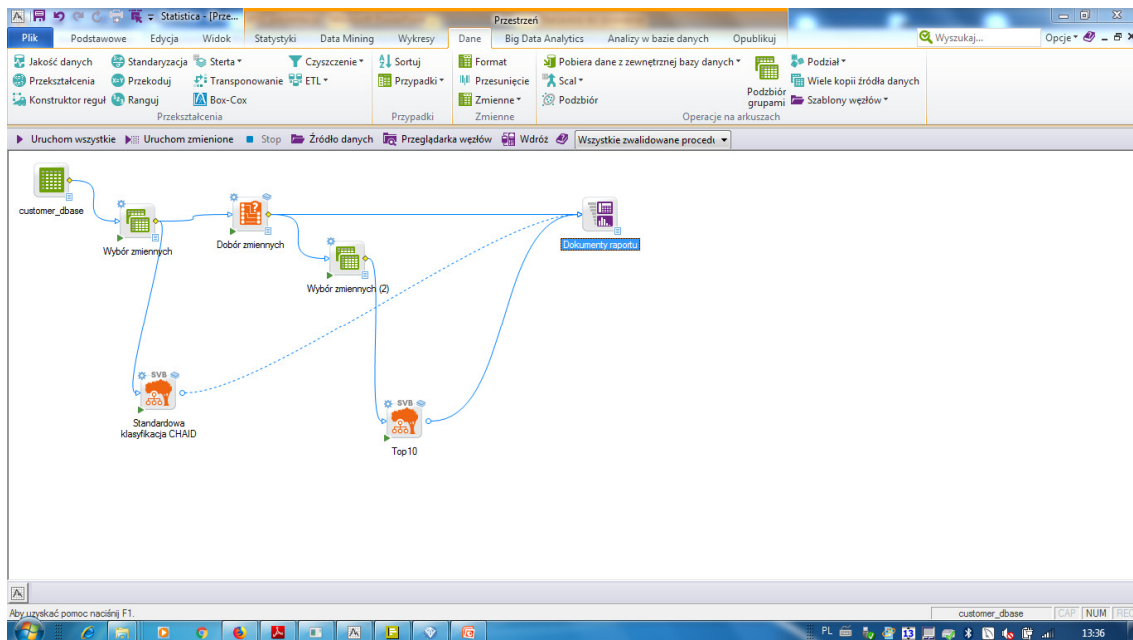 Statistica - [Prze...
Przestrzeń
Plik Podstawowe Edycja Widok Statystyki Data Mining Wykresy Dane Big Data Analytics Analizy w bazie danych Opublikuj Wyszukaj... Opcje
Jakość danych Standaryzacja Sterta Czyszczenie Sortuj Format Pobiera dane z zewnętrznej bazy danych Podział
Przekształcenia Przekoduj Transponowanie ETL Przypadki Przesunięcie Scal Wiele kopii źródła danych
Konstruktor reguł Ranguj Box-Cox Zmienne Podzbiór Podzbiór grupami Szablony węzłów
Przekształcenia Przypadki Zmienne Operacje na arkuszach
Uruchom wszystkie Uruchom zmienione Stop Źródło danych Przeglądarka węzłów Wdróż Wszystkie zwalidowane procedu
customer_dbase
Wybór zmiennych
Dobór zmiennych
Dokumenty raportu
Wybór zmiennych (2)
SVB
Standardowa
klasyfikacja CHAID
SVB
Top10
Aby uzyskać pomoc naciśnij F1. customer_dbase CAP NUM REC
PL 13 13:36